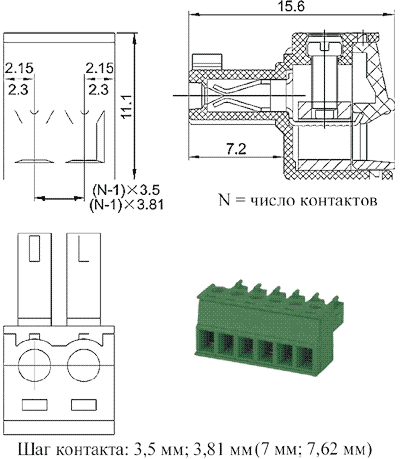 15.6
2.15 2.15
2.3 2.3
11.1
7.2
(N-1)×3.5
(N-1)×3.81
N = число контактов
Шаг контакта: 3,5 мм; 3,81 мм (7 мм; 7,62 мм)